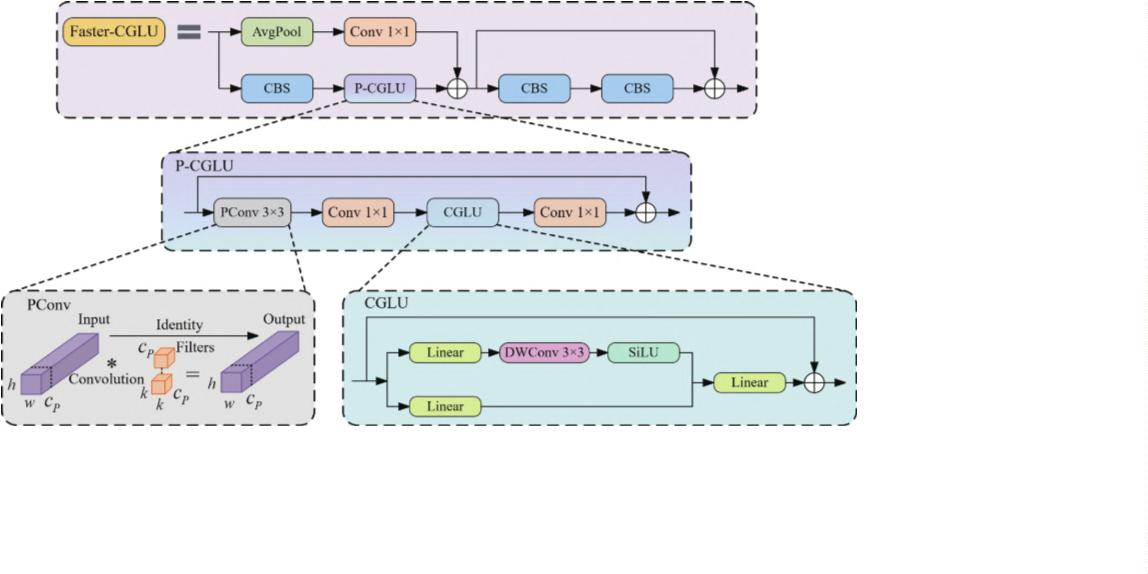 Faster-CGLU
AvgPool
Conv 1×1
CBS
P-CGLU
CBS
CBS
P-CGLU
PConv 3×3
Conv 1×1
CGLU
Conv 1×1
PConv
Input
Identity
Output
C_P
Filters
*
Convolution
=
h
w
C_P
k
k
C_P
h
w
C_P
CGLU
Linear
DWConv 3×3
SiLU
Linear
Linear